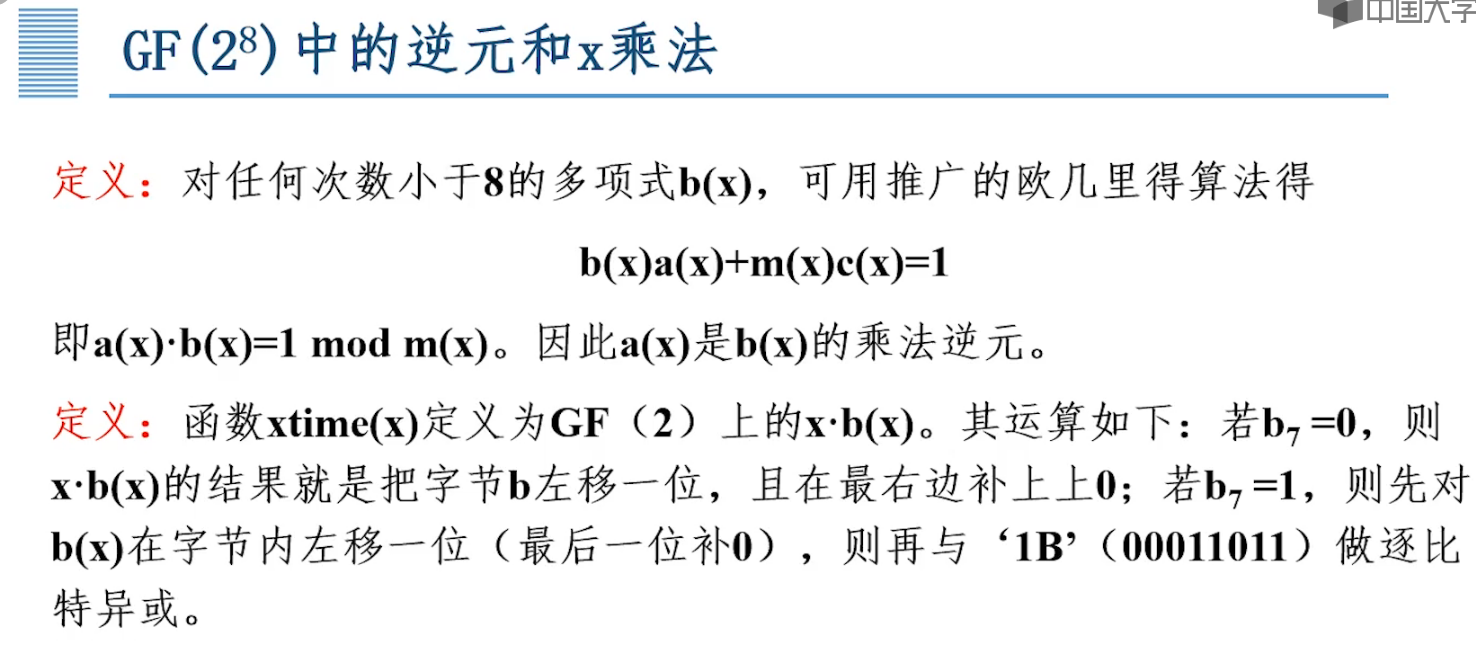 中国大学
GF(2⁸)中的逆元和x乘法
定义：对任何次数小于8的多项式b(x)，可用推广的欧几里得算法得
b(x)a(x)+m(x)c(x)=1
即a(x)·b(x)=1 mod m(x)。因此a(x)是b(x)的乘法逆元。
定义：函数xtime(x)定义为GF（2）上的x·b(x)。其运算如下：若b₇=0，则
x·b(x)的结果就是把字节b左移一位，且在最右边补上上0；若b₇=1，则先对
b(x)在字节内左移一位（最后一位补0），则再与‘1B’（00011011）做逐比
特异或。